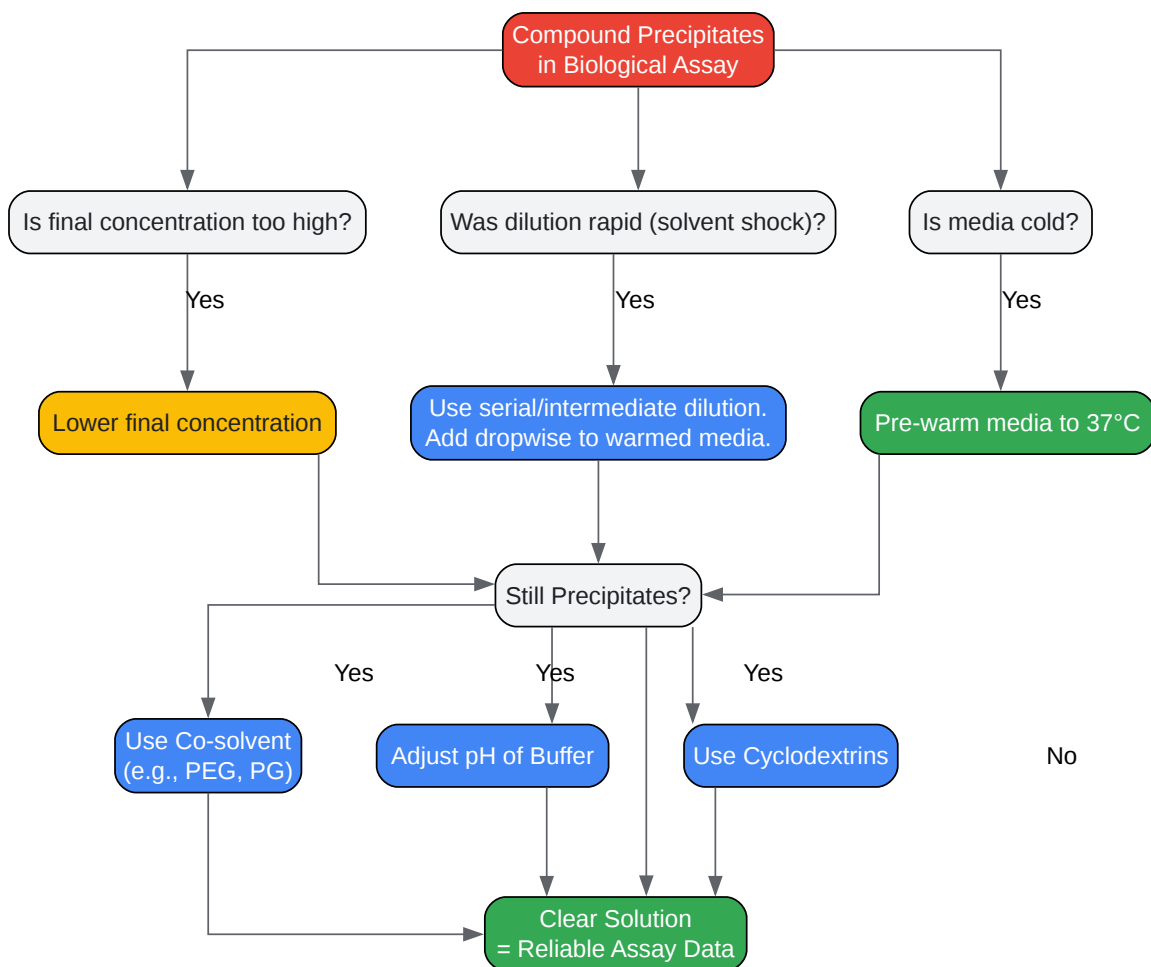 Compound Precipitates
in Biological Assay
Is final concentration too high?
Was dilution rapid (solvent shock)?
Is media cold?
Yes
Yes
Yes
Lower final concentration
Use serial/intermediate dilution.
Add dropwise to warmed media.
Pre-warm media to 37°C
Still Precipitates?
Yes
Yes
Yes
Use Co-solvent
(e.g., PEG, PG)
Adjust pH of Buffer
Use Cyclodextrins
No
Clear Solution
= Reliable Assay Data